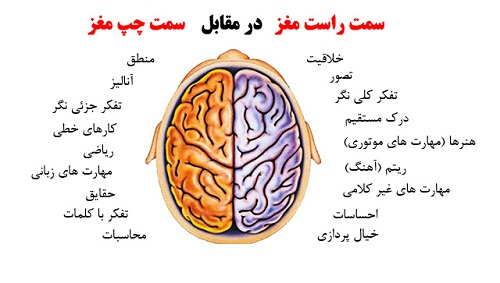 سمت راست مغز در مقابل سمت چپ مغز
خلاقیت
تصور
تفکر کلی نگر
درک مستقیم
هنرها (مهارت های موتوری)
ریتم (آهنگ)
مهارت های غیر کلامی
احساسات
خیال پردازی
منطق
آنالیز
تفکر جزئی نگر
کارهای خطی
ریاضی
مهارت های زبانی
حقایق
تفکر با کلمات
محاسبات